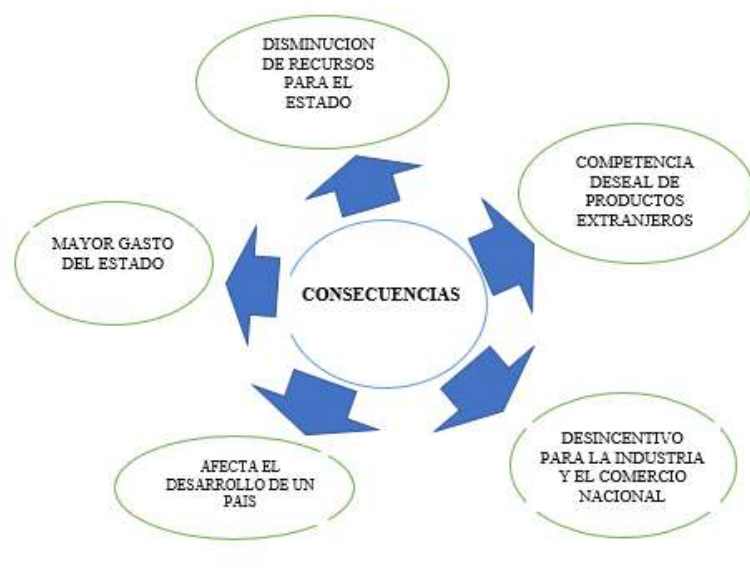 DISMINUCION
DE RECURSOS
PARA EL
ESTADO
COMPETENCIA
DESEAL DE
PRODUCTOS
EXTRANJEROS
MAYOR GASTO
DEL ESTADO
CONSECUENCIAS
DESINCENTIVO
PARA LA INDUSTRIA
Y EL COMERCIO
NACIONAL
AFECTA EL
DESARROLLO DE UN
PAIS